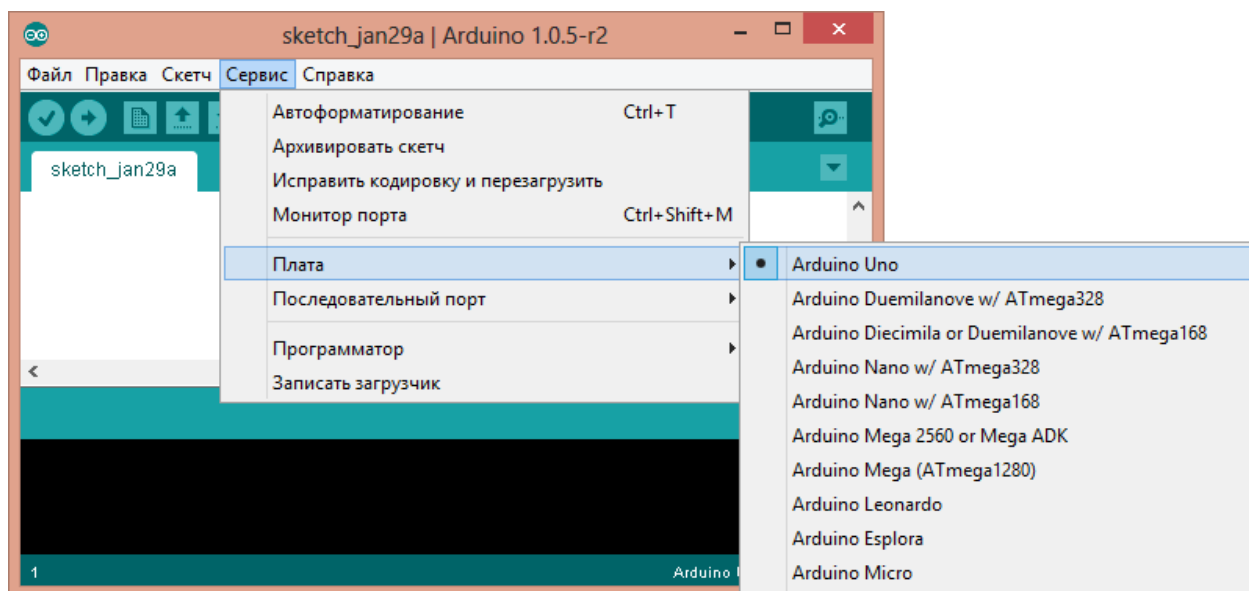 sketch_jan29a | Arduino 1.0.5-r2
Файл Правка Скетч Сервис Справка
sketch_jan29a
Автоформатирование Ctrl+T
Архивировать скетч
Исправить кодировку и перезагрузить
Монитор порта Ctrl+Shift+M
Плата
Последовательный порт
Программатор
Записать загрузчик
Arduino Uno
Arduino Duemilanove w/ ATmega328
Arduino Diecimila or Duemilanove w/ ATmega168
Arduino Nano w/ ATmega328
Arduino Nano w/ ATmega168
Arduino Mega 2560 or Mega ADK
Arduino Mega (ATmega1280)
Arduino Leonardo
Arduino Esplora
Arduino Micro
1 Arduino